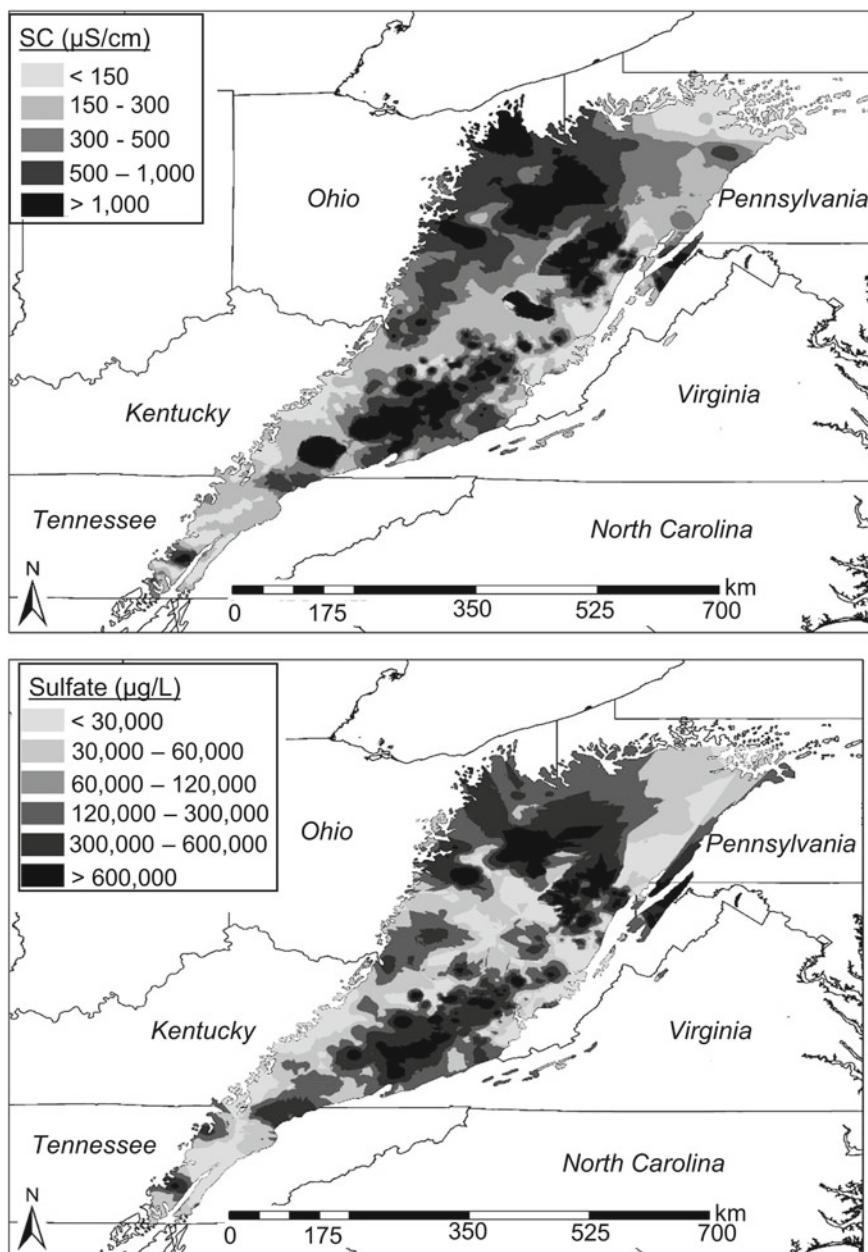 SC (µS/cm)
< 150
150 - 300
300 - 500
500 – 1,000
> 1,000
Ohio
Pennsylvania
Kentucky
Virginia
Tennessee
North Carolina
N
km
0 175 350 525 700
Sulfate (µg/L)
< 30,000
30,000 – 60,000
60,000 – 120,000
120,000 – 300,000
300,000 – 600,000
> 600,000
Ohio
Pennsylvania
Kentucky
Virginia
Tennessee
North Carolina
N
km
0 175 350 525 700